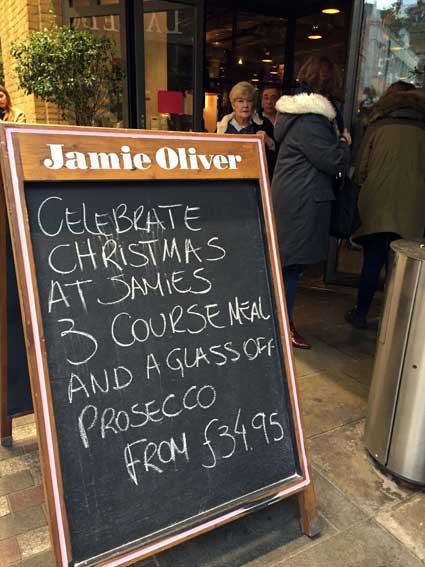 Jamie Oliver
CELEBRATE
CHRISTMAS
AT JAMIES
3 COURSE MEAL
AND A GLASS OFF
PROSECCO
FROM £34.95